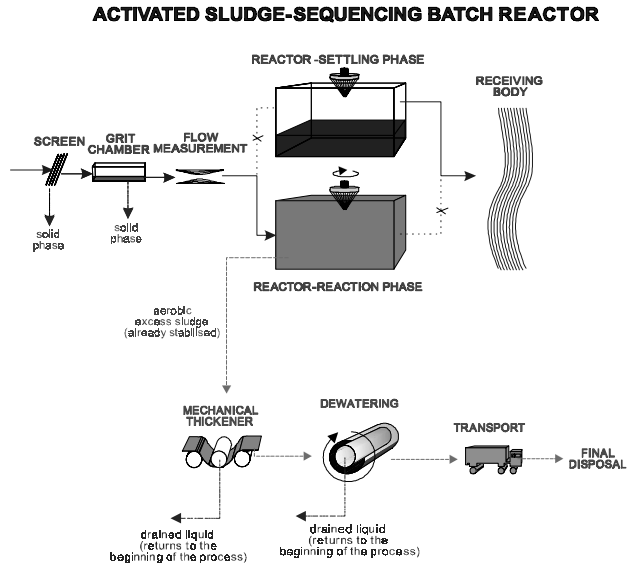 ACTIVATED SLUDGE-SEQUENCING BATCH REACTOR
REACTOR -SETTLING PHASE
RECEIVING
BODY
SCREEN
GRIT
CHAMBER
FLOW
MEASUREMENT
solid
phase
solid
phase
REACTOR-REACTION PHASE
aerobic
excess sludge
(already stabilised)
MECHANICAL
THICKENER
DEWATERING
TRANSPORT
FINAL
DISPOSAL
drained liquid
(returns to the
beginning of the process)
drained liquid
(returns to the
beginning of the process)